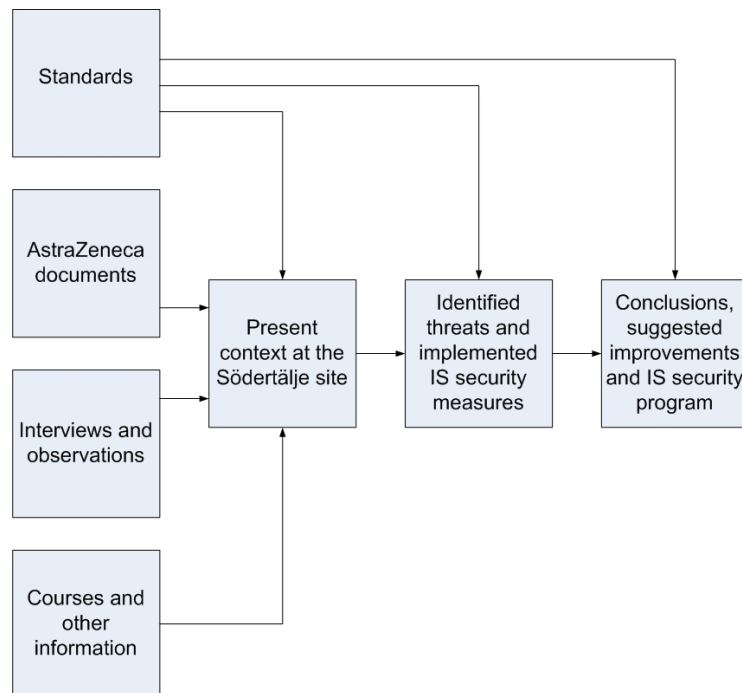 Standards
AstraZeneca
documents
Interviews and
observations
Courses and
other
information
Present
context at the
Södertälje site
Identified
threats and
implemented
IS security
measures
Conclusions,
suggested
improvements
and IS security
program